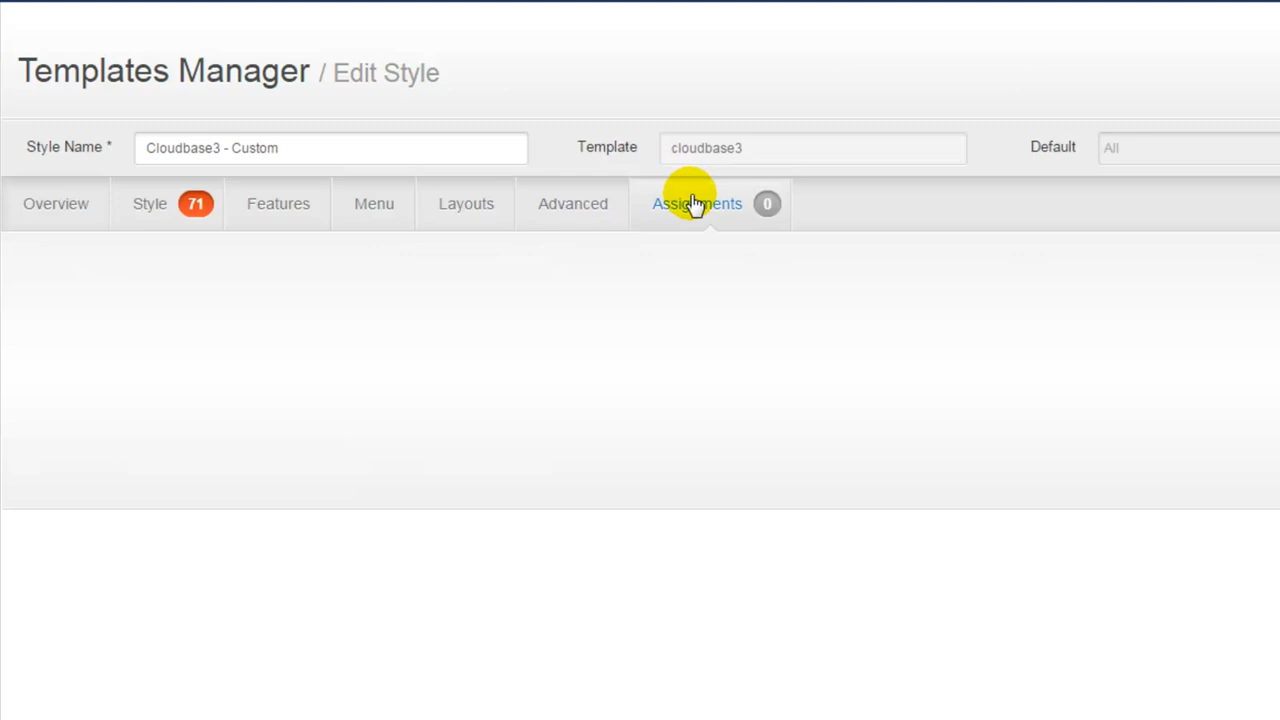 Templates Manager / Edit Style
Style Name * Cloudbase3 - Custom Template cloudbase3 Default All
Overview Style 71 Features Menu Layouts Advanced Assignments 0